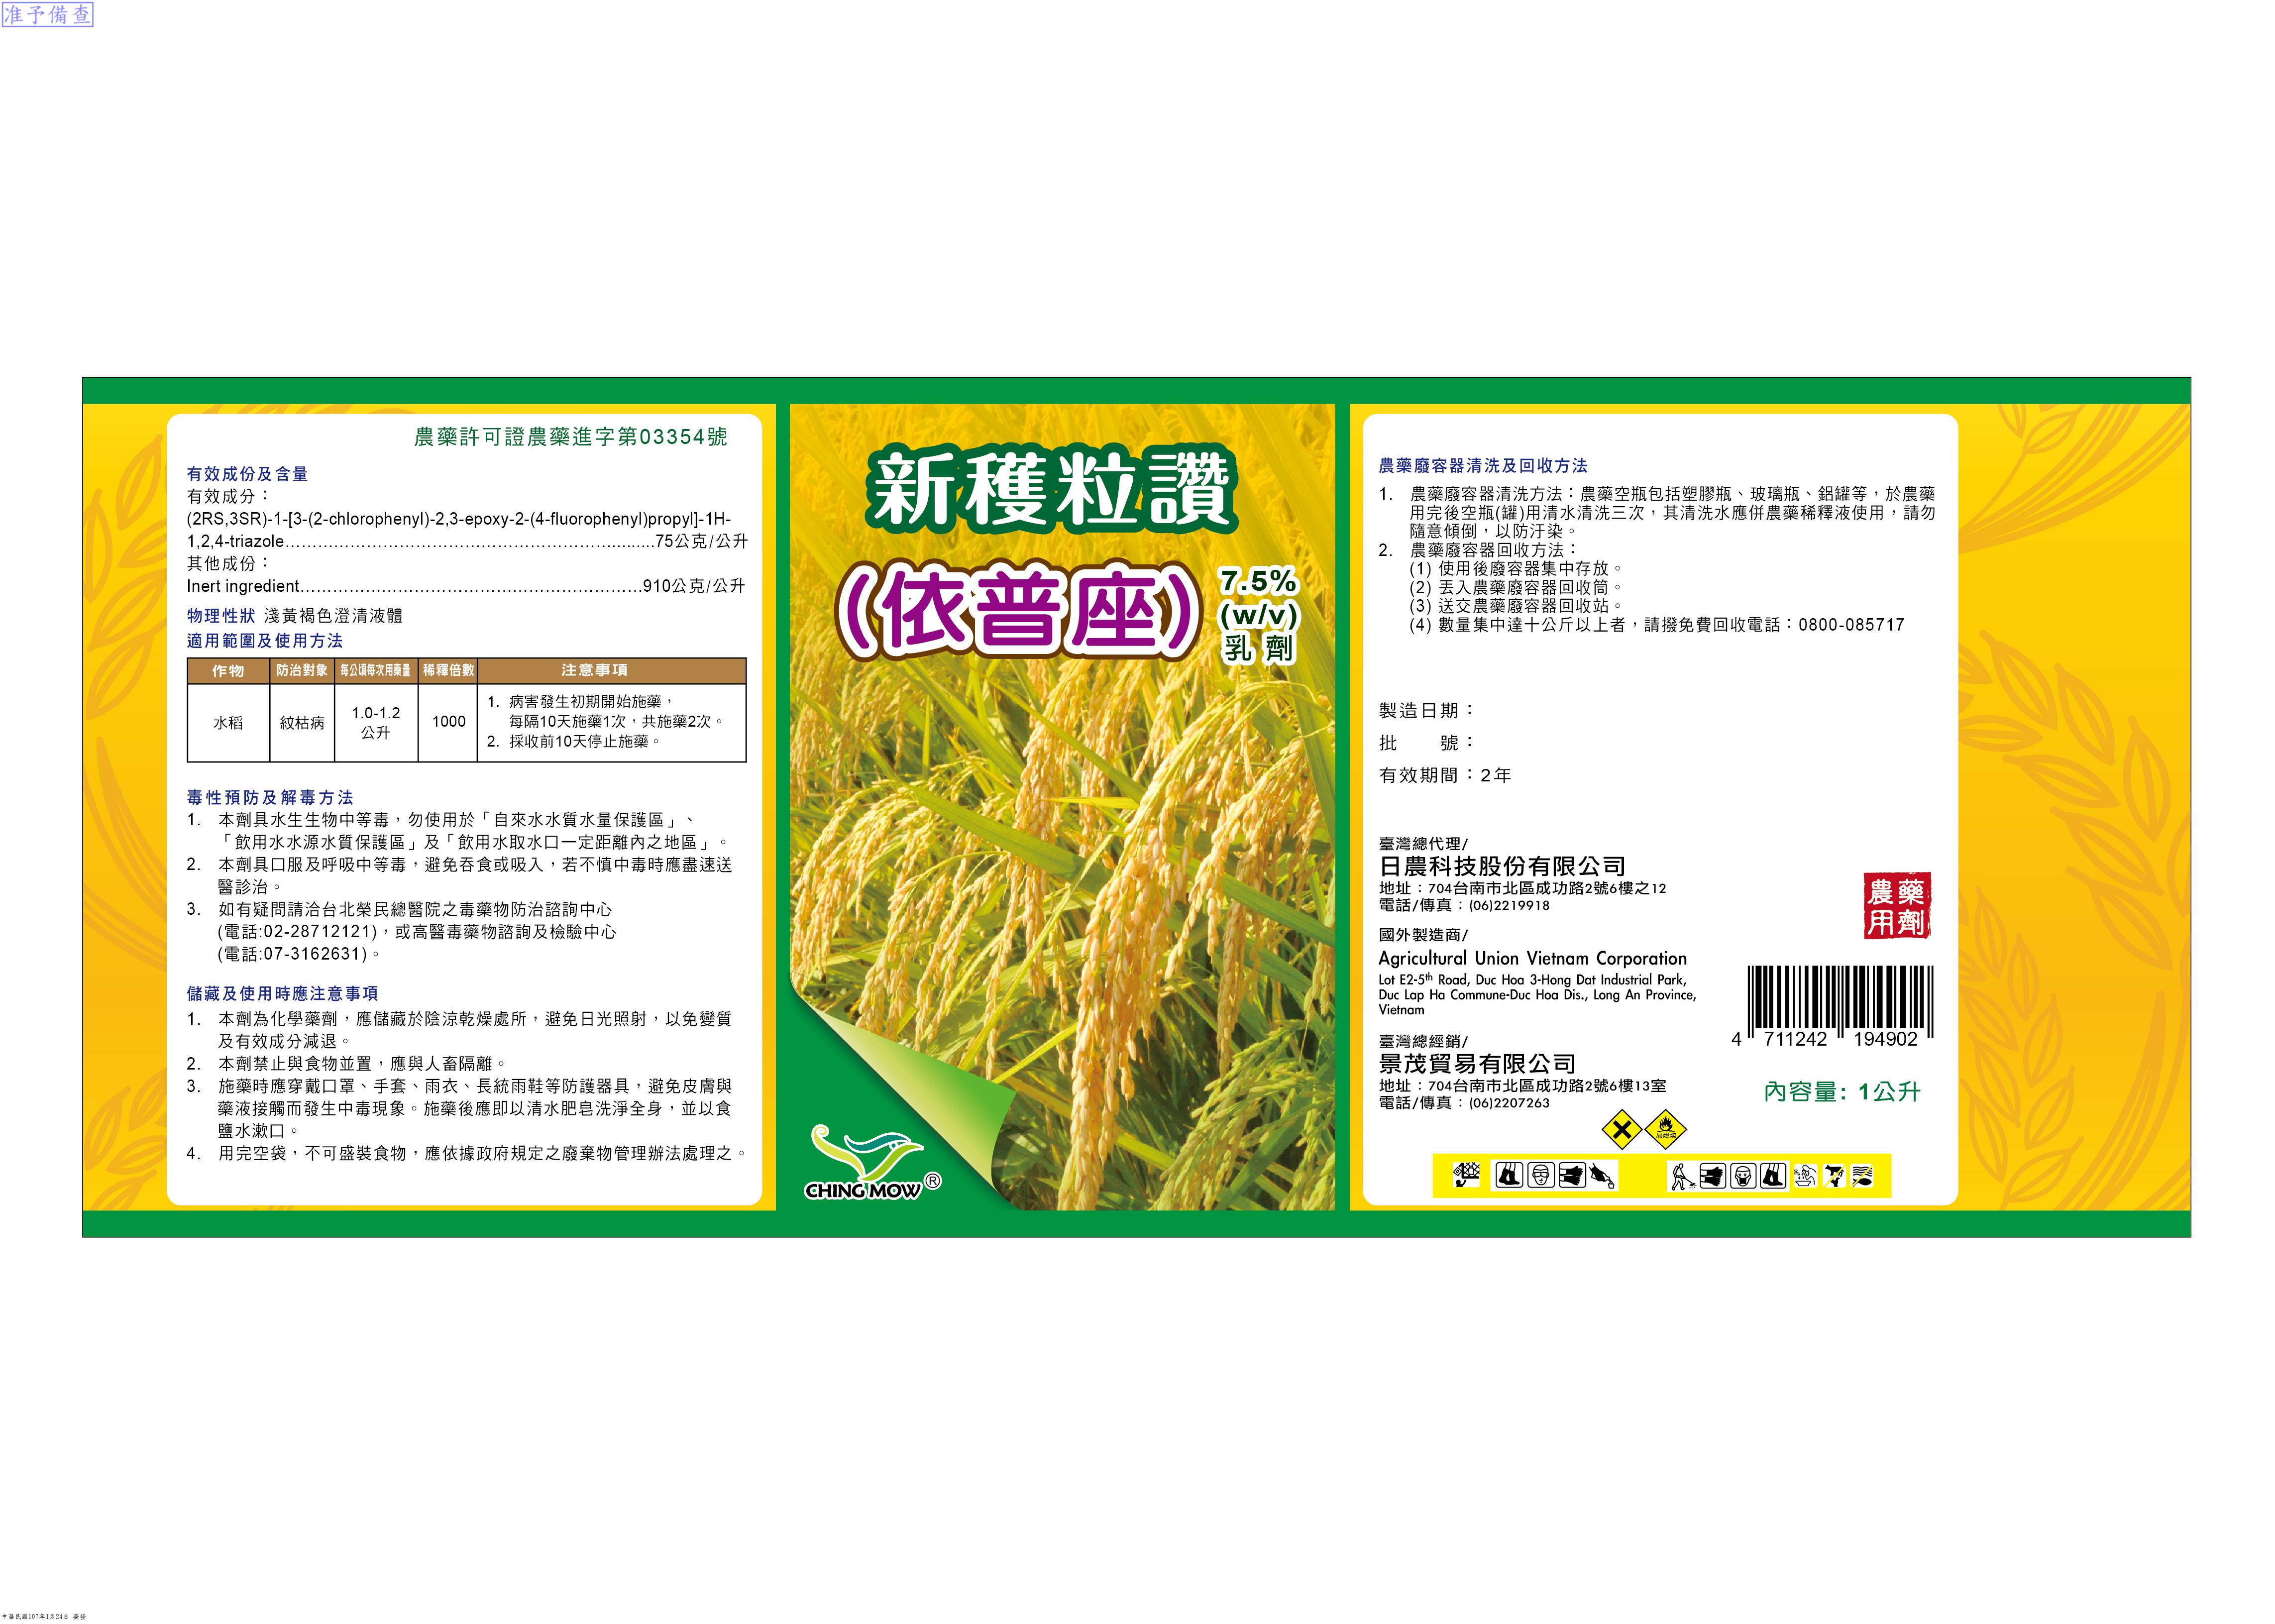 准予備查
農藥許可證農藥進字第03354號
有效成份及含量
有效成分：
(2RS,3SR)-1-[3-(2-chlorophenyl)-2,3-epoxy-2-(4-fluorophenyl)propyl]-1H-
1,2,4-triazole.......................................................................75公克/公升
其他成份：
Inert ingredient................................................................910公克/公升
物理性狀 淺黃褐色澄清液體
適用範圍及使用方法
作物 防治對象 每公頃每次用藥量 稀釋倍數 注意事項
水稻 紋枯病 1.0-1.2公升 1000
1. 病害發生初期開始施藥，
每隔10天施藥1次，共施藥2次。
2. 採收前10天停止施藥。
毒性預防及解毒方法
1. 本劑具水生生物中等毒，勿使用於「自來水水質水量保護區」、
「飲用水水源水質保護區」及「飲用水取水口一定距離內之地區」。
2. 本劑具口服及呼吸中等毒，避免吞食或吸入，若不慎中毒時應盡速送
醫診治。
3. 如有疑問請洽台北榮民總醫院之毒藥物防治諮詢中心
(電話:02-28712121)，或高醫毒藥物諮詢及檢驗中心
(電話:07-3162631)。
儲藏及使用時應注意事項
1. 本劑為化學藥劑，應儲藏於陰涼乾燥處所，避免日光照射，以免變質
及有效成分減退。
2. 本劑禁止與食物並置，應與人畜隔離。
3. 施藥時應穿戴口罩、手套、雨衣、長統雨鞋等防護器具，避免皮膚與
藥液接觸而發生中毒現象。施藥後應即以清水肥皂洗淨全身，並以食
鹽水漱口。
4. 用完空袋，不可盛裝食物，應依據政府規定之廢棄物管理辦法處理之。
新穫粒讚
(依普座)
7.5%
(w/v)
乳劑
CHING MOW®
農藥廢容器清洗及回收方法
1. 農藥廢容器清洗方法：農藥空瓶包括塑膠瓶、玻璃瓶、鋁罐等，於農藥
用完後空瓶(罐)用清水清洗三次，其清洗水應併農藥稀釋液使用，請勿
隨意傾倒，以防汙染。
2. 農藥廢容器回收方法：
(1) 使用後廢容器集中存放。
(2) 丟入農藥廢容器回收筒。
(3) 送交農藥廢容器回收站。
(4) 數量集中達十公斤以上者，請撥免費回收電話：0800-085717
製造日期：
批　　號：
有效期間：2年
臺灣總代理/
日農科技股份有限公司
地址：704台南市北區成功路2號6樓之12
電話/傳真：(06)2219918
國外製造商/
Agricultural Union Vietnam Corporation
Lot E2-5th Road, Duc Hoa 3-Hong Dat Industrial Park,
Duc Lap Ha Commune-Duc Hoa Dis., Long An Province,
Vietnam
臺灣總經銷/
景茂貿易有限公司
地址：704台南市北區成功路2號6樓13室
電話/傳真：(06)2207263
農藥
用劑
4 711242 194902
內容量: 1公升
易燃燒
中華民國107年1月24日 簽發